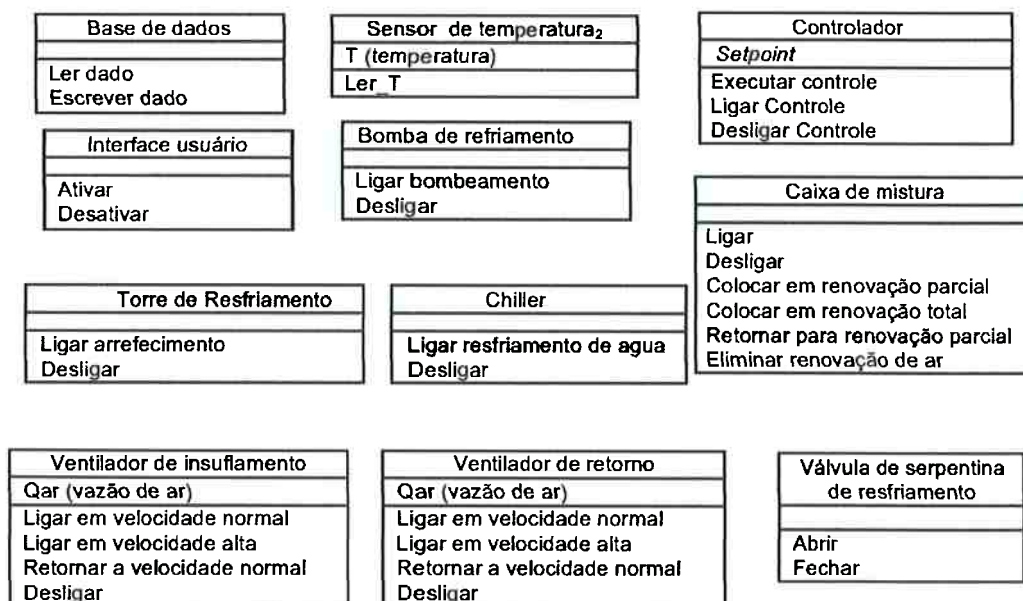 Base de dados
Ler dado
Escrever dado
Sensor de temperatura₂
T (temperatura)
Ler_T
Controlador
Setpoint
Executar controle
Ligar Controle
Desligar Controle
Interface usuário
Ativar
Desativar
Bomba de refriamento
Ligar bombeamento
Desligar
Caixa de mistura
Ligar
Desligar
Colocar em renovação parcial
Colocar em renovação total
Retornar para renovação parcial
Eliminar renovação de ar
Torre de Resfriamento
Ligar arrefecimento
Desligar
Chiller
Ligar resfriamento de agua
Desligar
Ventilador de insuflamento
Qar (vazão de ar)
Ligar em velocidade normal
Ligar em velocidade alta
Retornar a velocidade normal
Desligar
Ventilador de retorno
Qar (vazão de ar)
Ligar em velocidade normal
Ligar em velocidade alta
Retornar a velocidade normal
Desligar
Válvula de serpentina
de resfriamento
Abrir
Fechar